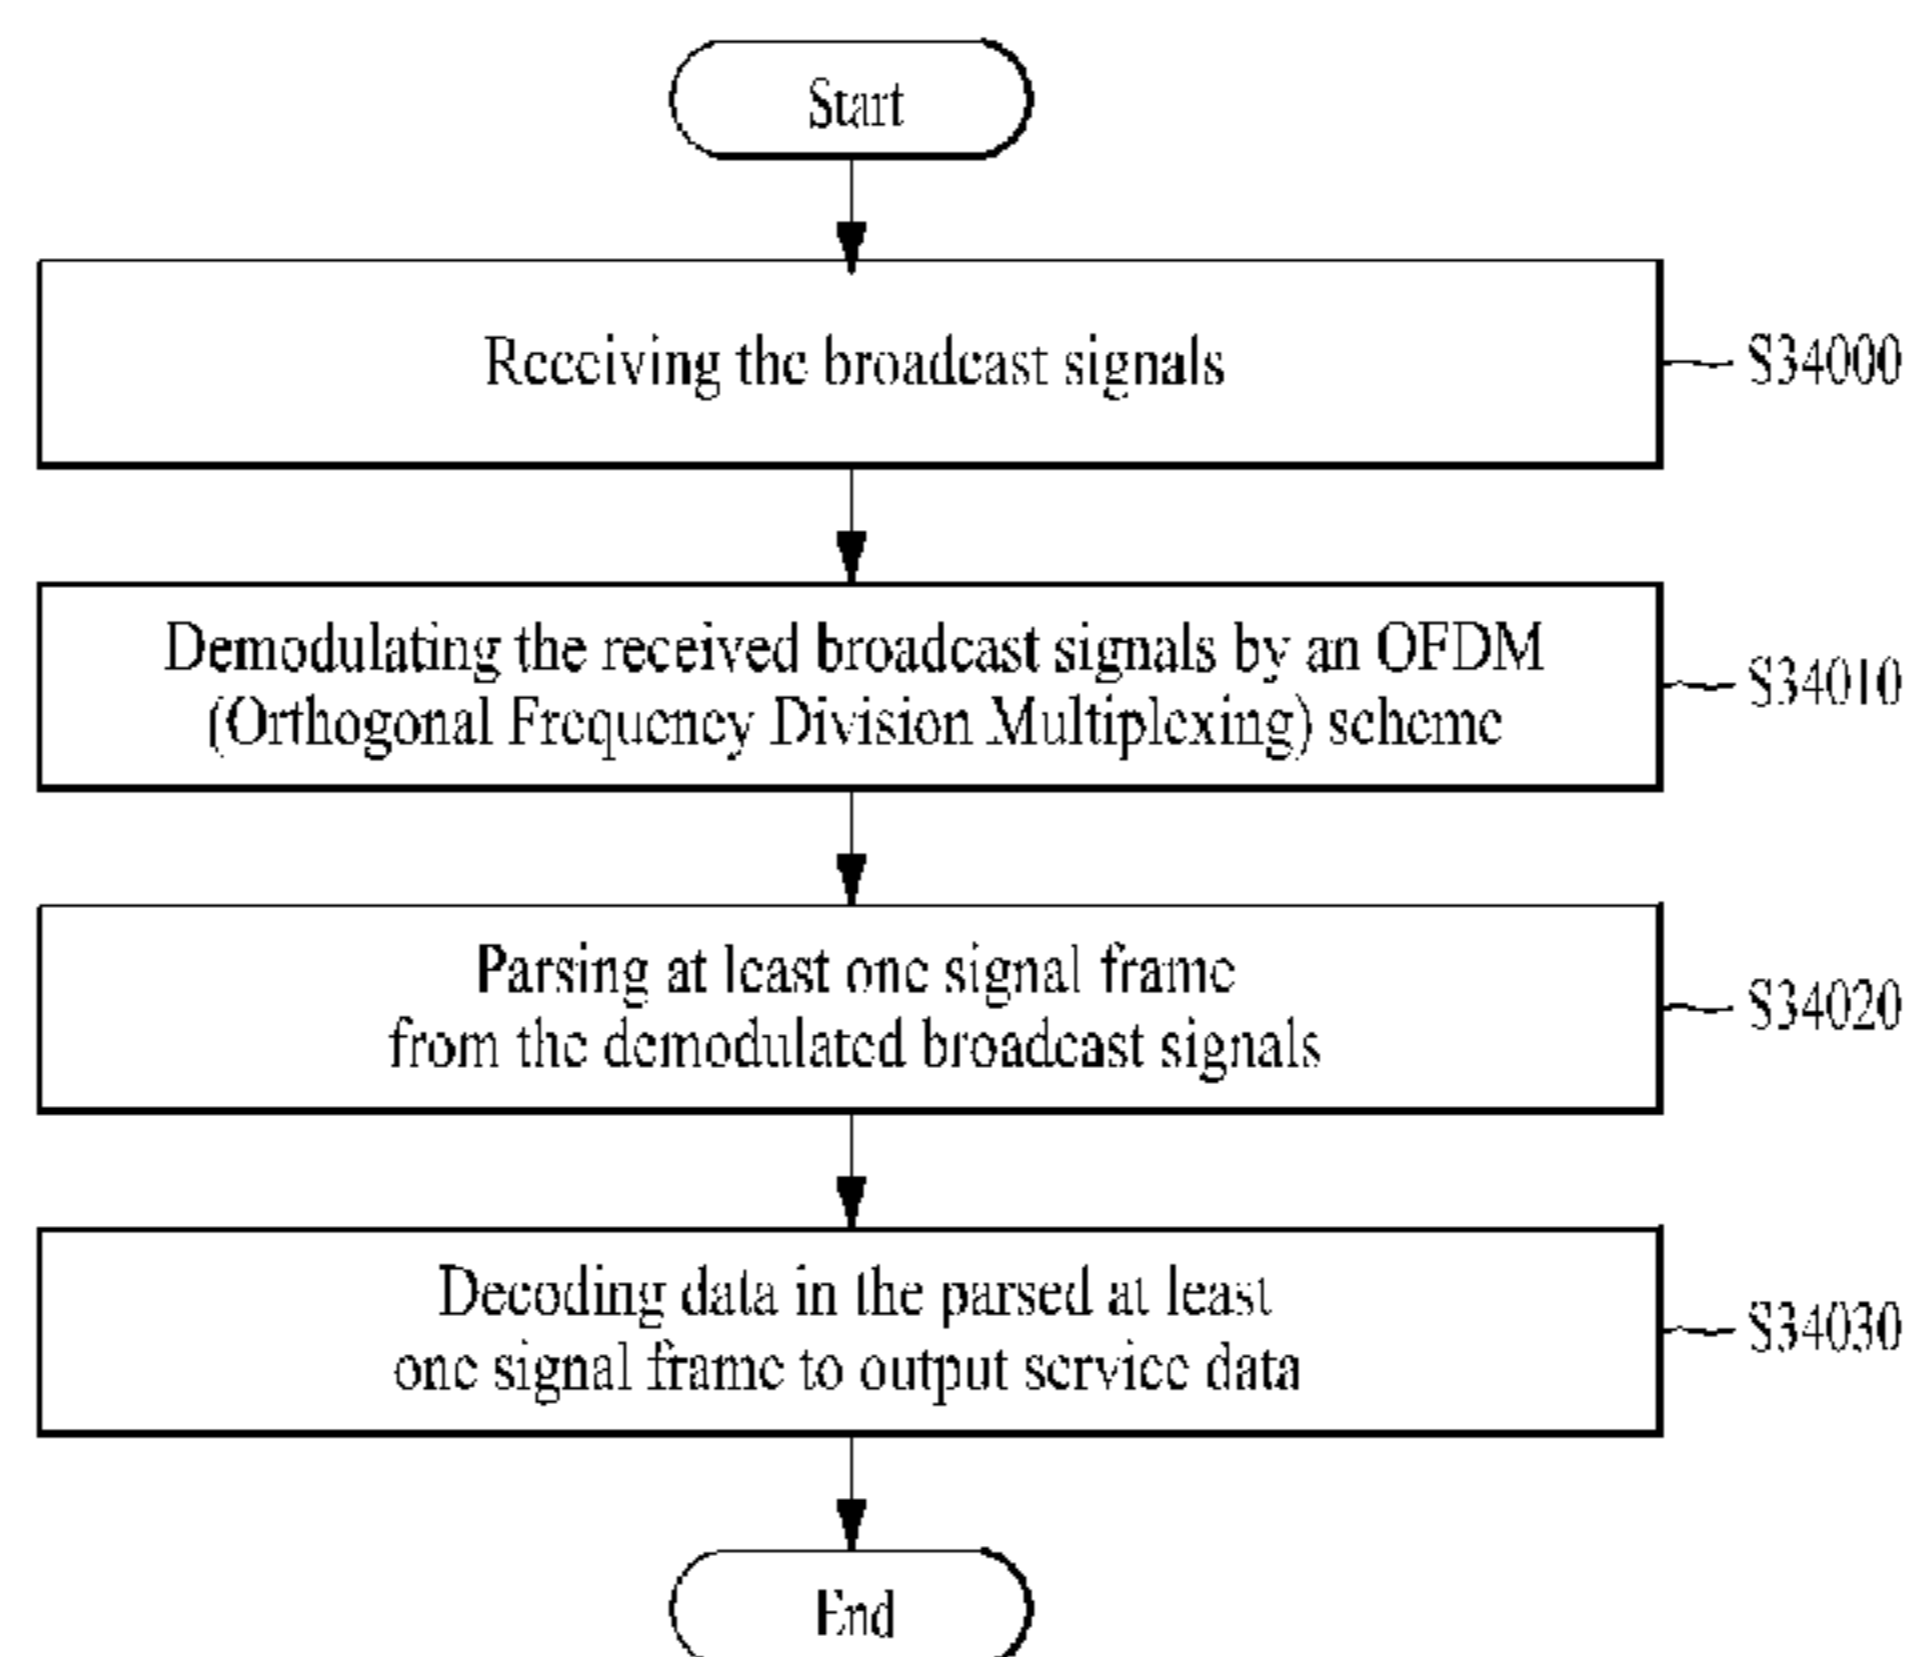 Start
Receiving the broadcast signals
S34000
Demodulating the received broadcast signals by an OFDM
(Orthogonal Frequency Division Multiplexing) scheme
S34010
Parsing at least one signal frame
from the demodulated broadcast signals
S34020
Decoding data in the parsed at least
one signal frame to output service data
S34030
End